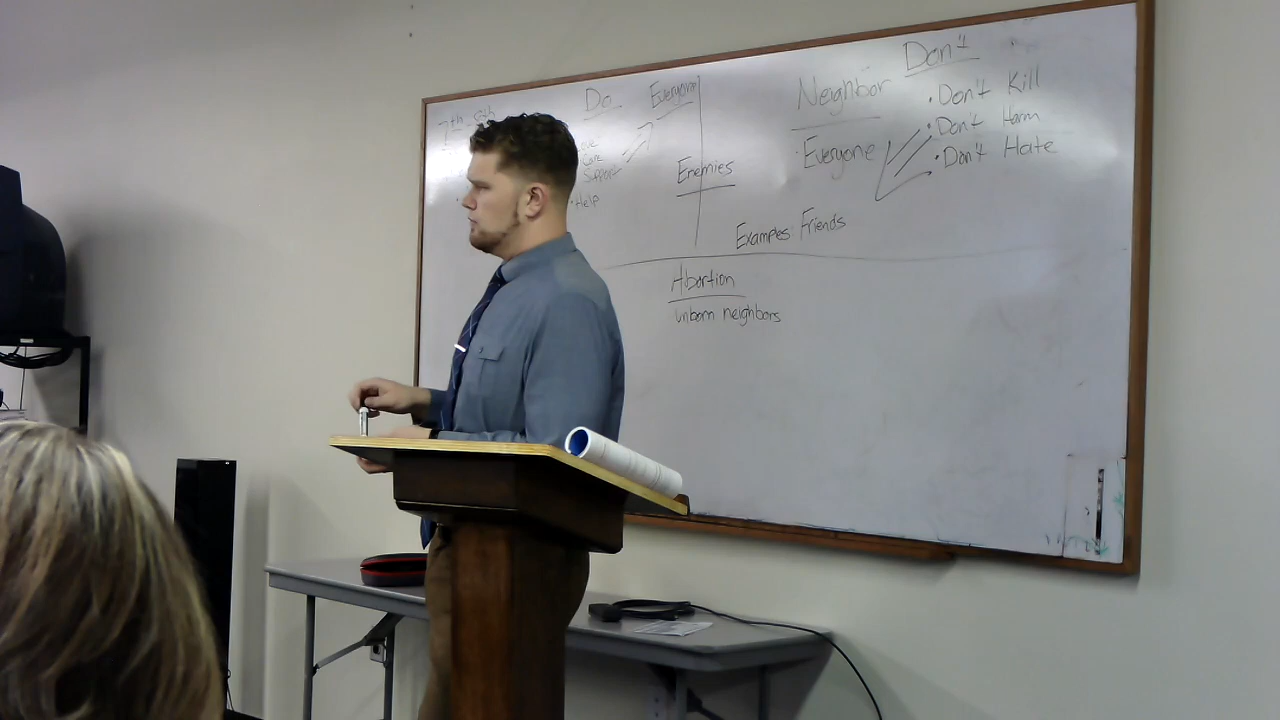 7th
Do
Everyone
Care
Support
Help
Enemies
Neighbor
Everyone
Don't
• Don't Kill
• Don't Harm
• Don't Hate
Examples Friends
Abortion
unborn neighbors